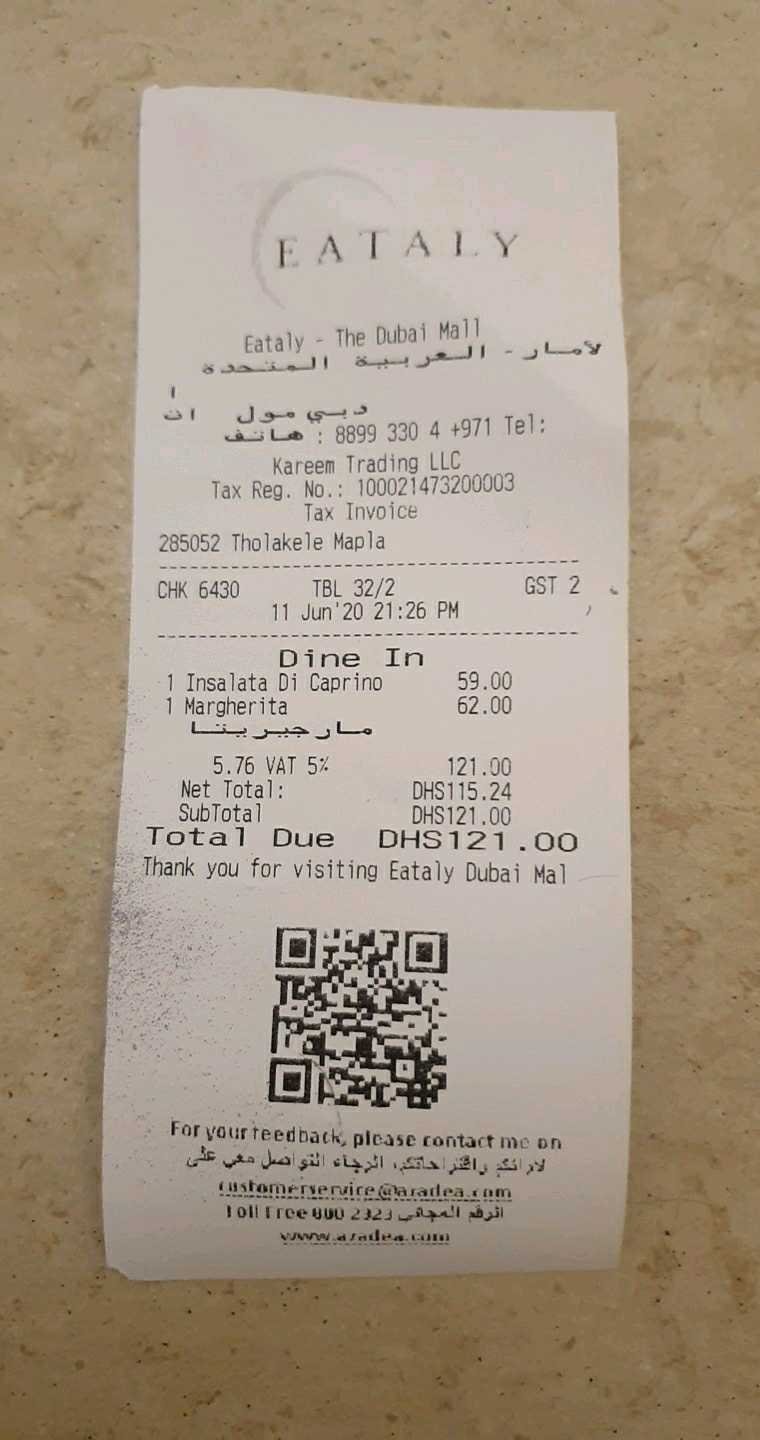 EATALY
Eataly - The Dubai Mall
لأمار - العربية المتحدة
ا
دبي مول ات
هاتف : 8899 330 4 +971 Tel:
Kareem Trading LLC
Tax Reg. No.: 100021473200003
Tax Invoice
285052 Tholakele Mapla
CHK 6430 TBL 32/2 GST 2
11 Jun'20 21:26 PM
Dine In
1 Insalata Di Caprino 59.00
1 Margherita 62.00
مارجيريتا
5.76 VAT 5% 121.00
Net Total: DHS115.24
SubTotal DHS121.00
Total Due DHS121.00
Thank you for visiting Eataly Dubai Mal
For your feedback, please contact me on
لآرائكم واقتراحاتكم، الرجاء التواصل معي على
customerservice@azadea.com
Toll Free 800 2323 الرقم المجاني
www.azadea.com